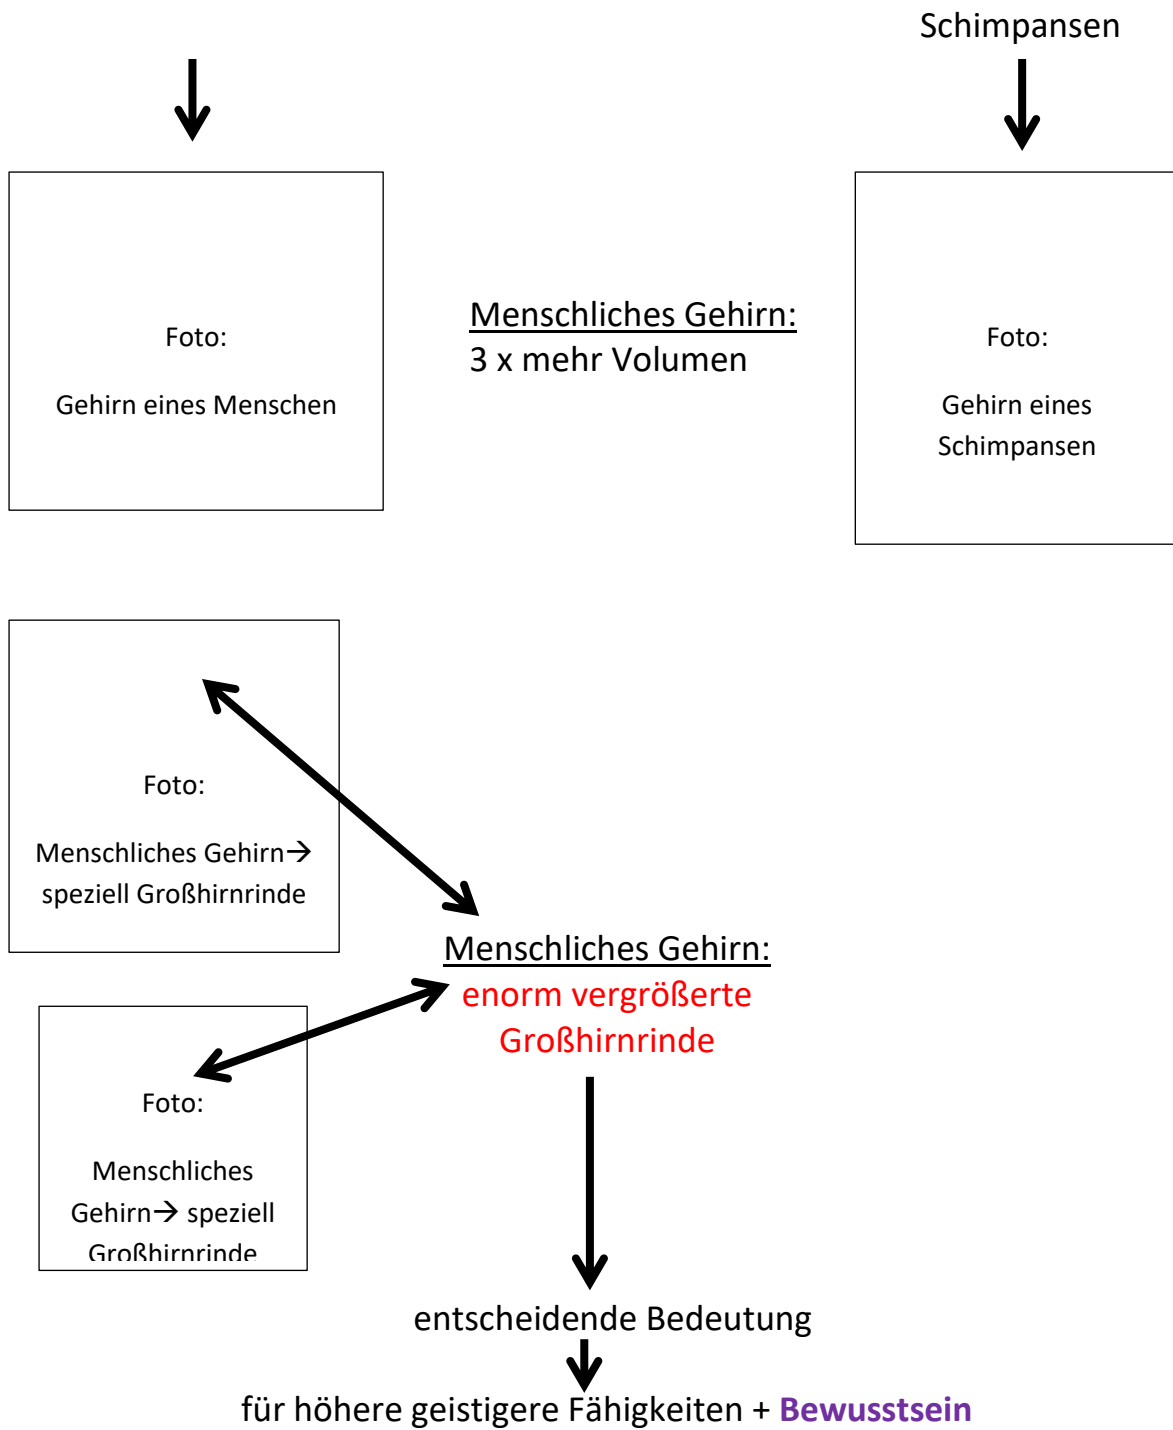 Schimpansen
Foto:
Gehirn eines Menschen
Menschliches Gehirn:
3 x mehr Volumen
Foto:
Gehirn eines
Schimpansen
Foto:
Menschliches Gehirn→
speziell Großhirnrinde
Menschliches Gehirn:
enorm vergrößerte
Großhirnrinde
Foto:
Menschliches
Gehirn→ speziell
Großhirnrinde
entscheidende Bedeutung
für höhere geistigere Fähigkeiten + Bewusstsein